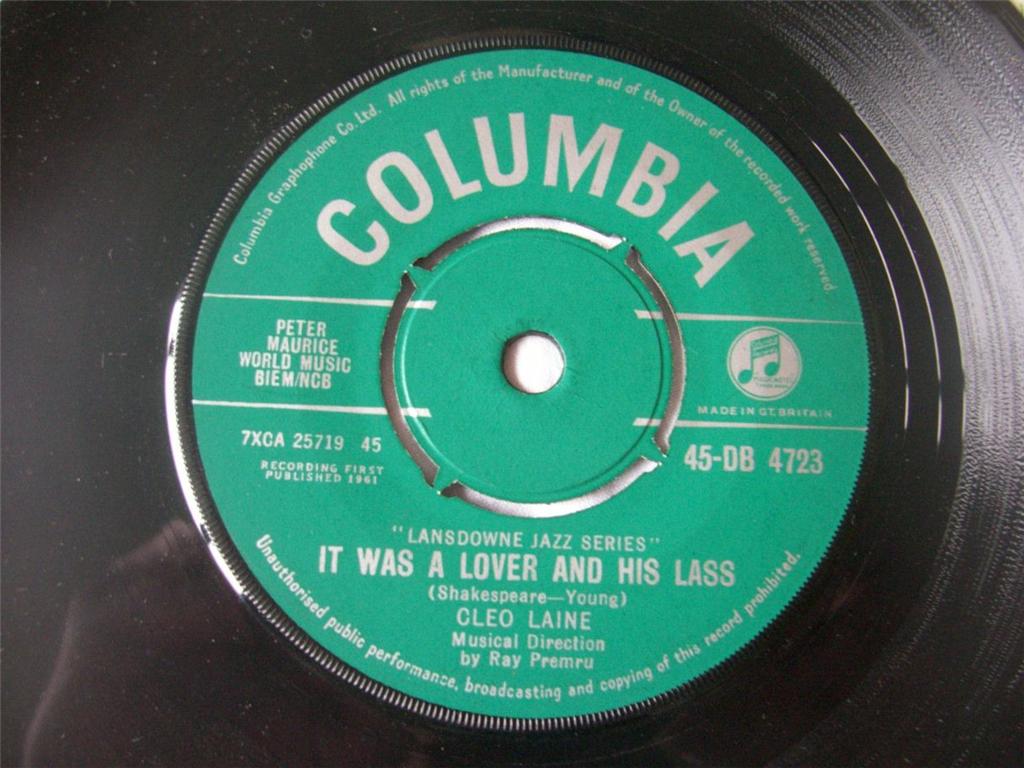 Columbia Graphophone Co. Ltd. All rights of the Manufacturer and of the Owner of the recorded work reserved.
COLUMBIA
PETER
MAURICE
WORLD MUSIC
BIEM/NCB
MADE IN GT. BRITAIN
7XCA 25719 45
RECORDING FIRST
PUBLISHED 1961
45-DB 4723
"LANSDOWNE JAZZ SERIES"
IT WAS A LOVER AND HIS LASS
(Shakespeare—Young)
CLEO LAINE
Musical Direction
by Ray Premru
Unauthorised public performance, broadcasting and copying of this record prohibited.